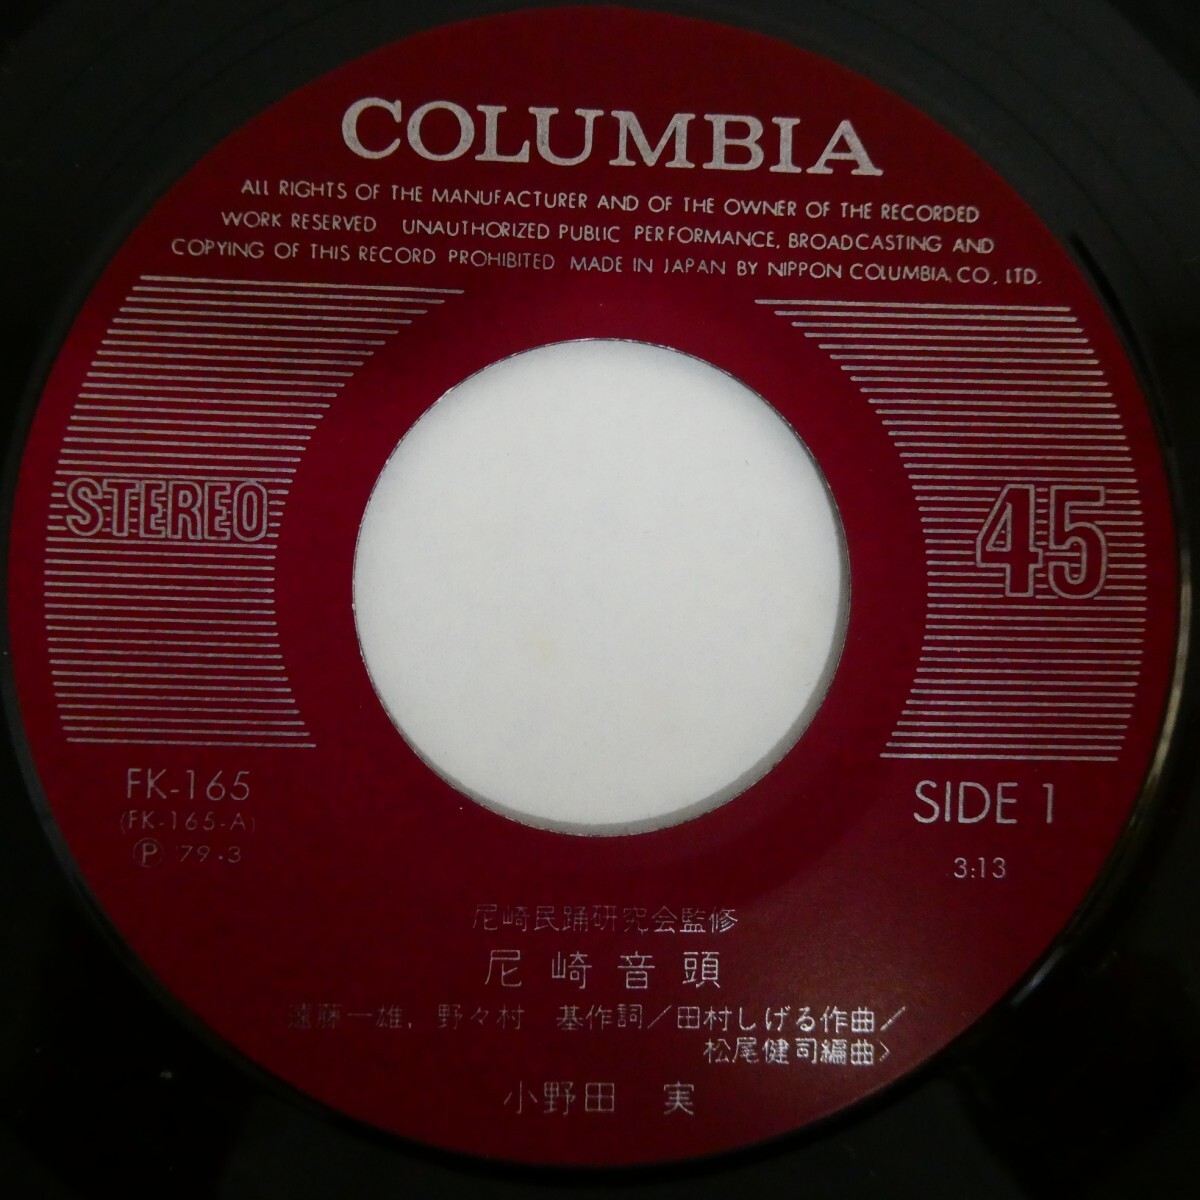 COLUMBIA
ALL RIGHTS OF THE MANUFACTURER AND OF THE OWNER OF THE RECORDED
WORK RESERVED UNAUTHORIZED PUBLIC PERFORMANCE, BROADCASTING AND
COPYING OF THIS RECORD PROHIBITED MADE IN JAPAN BY NIPPON COLUMBIA CO., LTD.
STEREO
45
FK-165
(FK-165-A)
Ⓟ '79・3
SIDE 1
3:13
尼崎民踊研究会監修
尼崎音頭
遠藤一雄, 野々村 基作詞/田村しげる作曲/
松尾健司編曲〉
小野田 実